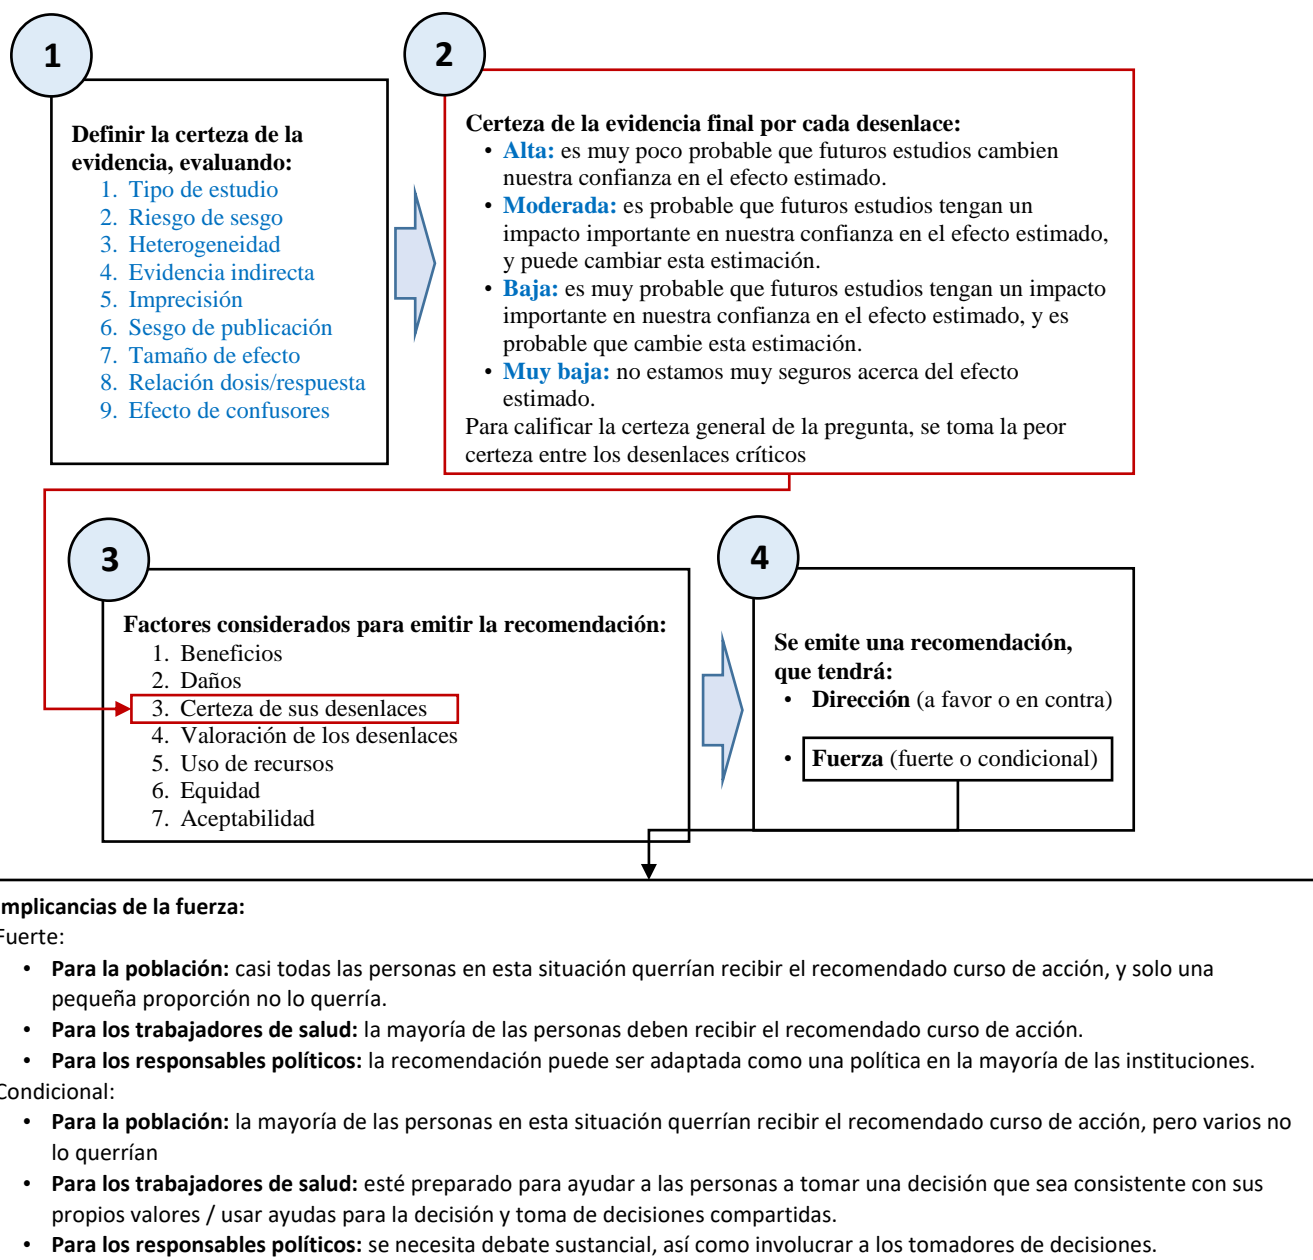 1
Definir la certeza de la
evidencia, evaluando:
1. Tipo de estudio
2. Riesgo de sesgo
3. Heterogeneidad
4. Evidencia indirecta
5. Imprecisión
6. Sesgo de publicación
7. Tamaño de efecto
8. Relación dosis/respuesta
9. Efecto de confusores
2
Certeza de la evidencia final por cada desenlace:
• Alta: es muy poco probable que futuros estudios cambien
nuestra confianza en el efecto estimado.
• Moderada: es probable que futuros estudios tengan un
impacto importante en nuestra confianza en el efecto estimado,
y puede cambiar esta estimación.
• Baja: es muy probable que futuros estudios tengan un impacto
importante en nuestra confianza en el efecto estimado, y es
probable que cambie esta estimación.
• Muy baja: no estamos muy seguros acerca del efecto
estimado.
Para calificar la certeza general de la pregunta, se toma la peor
certeza entre los desenlaces críticos
3
Factores considerados para emitir la recomendación:
1. Beneficios
2. Daños
3. Certeza de sus desenlaces
4. Valoración de los desenlaces
5. Uso de recursos
6. Equidad
7. Aceptabilidad
4
Se emite una recomendación,
que tendrá:
• Dirección (a favor o en contra)
• Fuerza (fuerte o condicional)
mplicancias de la fuerza:
Fuerte:
• Para la población: casi todas las personas en esta situación querrían recibir el recomendado curso de acción, y solo una
pequeña proporción no lo querría.
• Para los trabajadores de salud: la mayoría de las personas deben recibir el recomendado curso de acción.
• Para los responsables políticos: la recomendación puede ser adaptada como una política en la mayoría de las instituciones.
Condicional:
• Para la población: la mayoría de las personas en esta situación querrían recibir el recomendado curso de acción, pero varios no
lo querrían
• Para los trabajadores de salud: esté preparado para ayudar a las personas a tomar una decisión que sea consistente con sus
propios valores / usar ayudas para la decisión y toma de decisiones compartidas.
• Para los responsables políticos: se necesita debate sustancial, así como involucrar a los tomadores de decisiones.